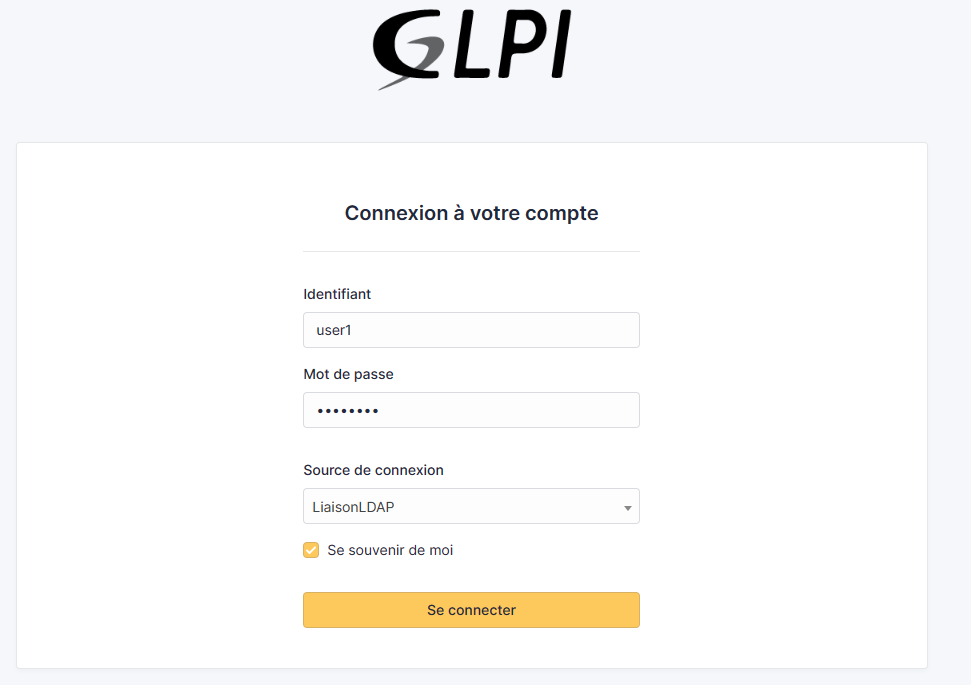 GLPI
Connexion à votre compte
Identifiant
user1
Mot de passe
••••••••
Source de connexion
LiaisonLDAP
Se souvenir de moi
Se connecter